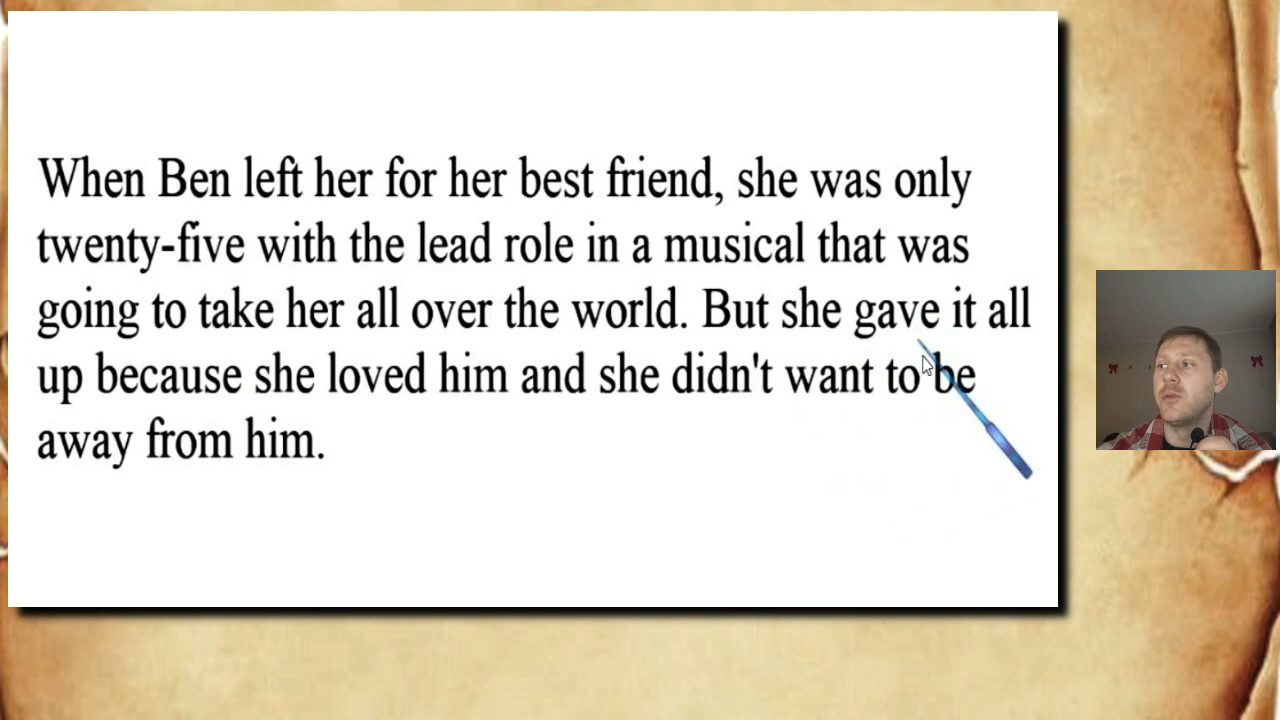 When Ben left her for her best friend, she was only
twenty-five with the lead role in a musical that was
going to take her all over the world. But she gave it all
up because she loved him and she didn't want to be
away from him.